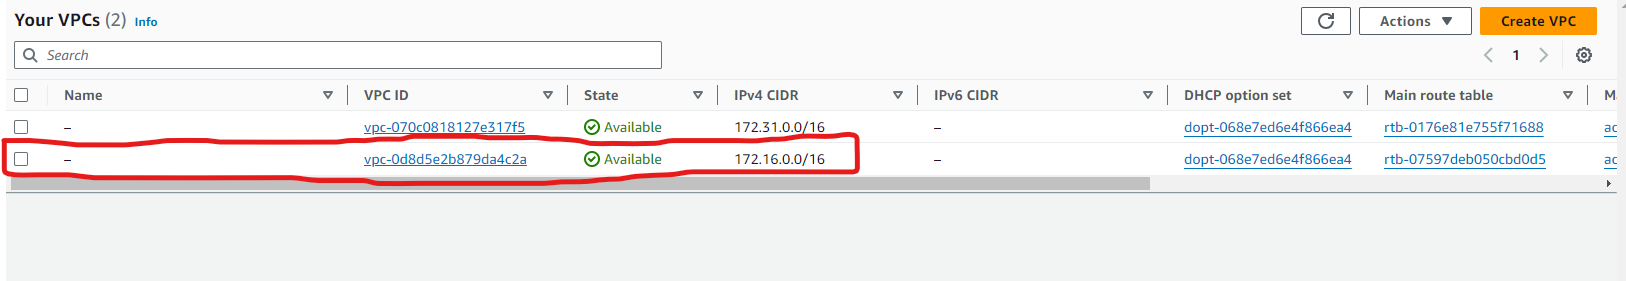 Your VPCs (2) Info Actions Create VPC
Search 1
Name VPC ID State IPv4 CIDR IPv6 CIDR DHCP option set Main route table M
– vpc-070c0818127e317f5 Available 172.31.0.0/16 – dopt-068e7ed6e4f866ea4 rtb-0176e81e755f71688 ac
– vpc-0d8d5e2b879da4c2a Available 172.16.0.0/16 – dopt-068e7ed6e4f866ea4 rtb-07597deb050cbd0d5 ac